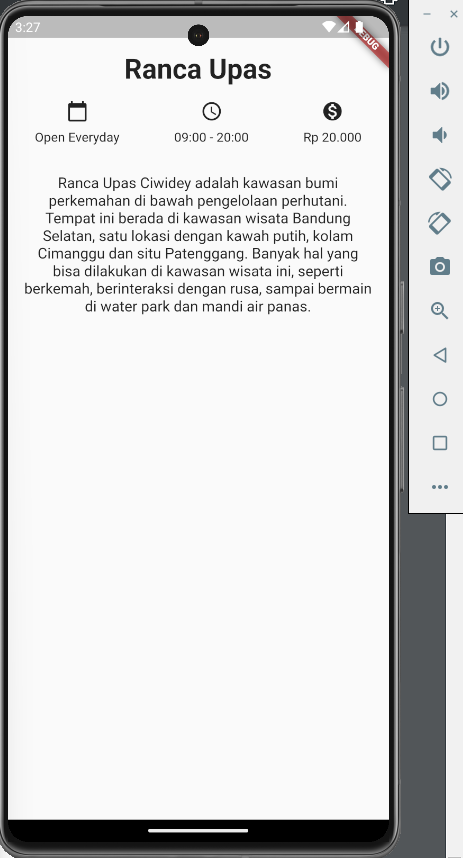 3:27
DEBUG
Ranca Upas
Open Everyday
09:00 - 20:00
Rp 20.000
Ranca Upas Ciwidey adalah kawasan bumi
perkemahan di bawah pengelolaan perhutani.
Tempat ini berada di kawasan wisata Bandung
Selatan, satu lokasi dengan kawah putih, kolam
Cimanggu dan situ Patenggang. Banyak hal yang
bisa dilakukan di kawasan wisata ini, seperti
berkemah, berinteraksi dengan rusa, sampai bermain
di water park dan mandi air panas.